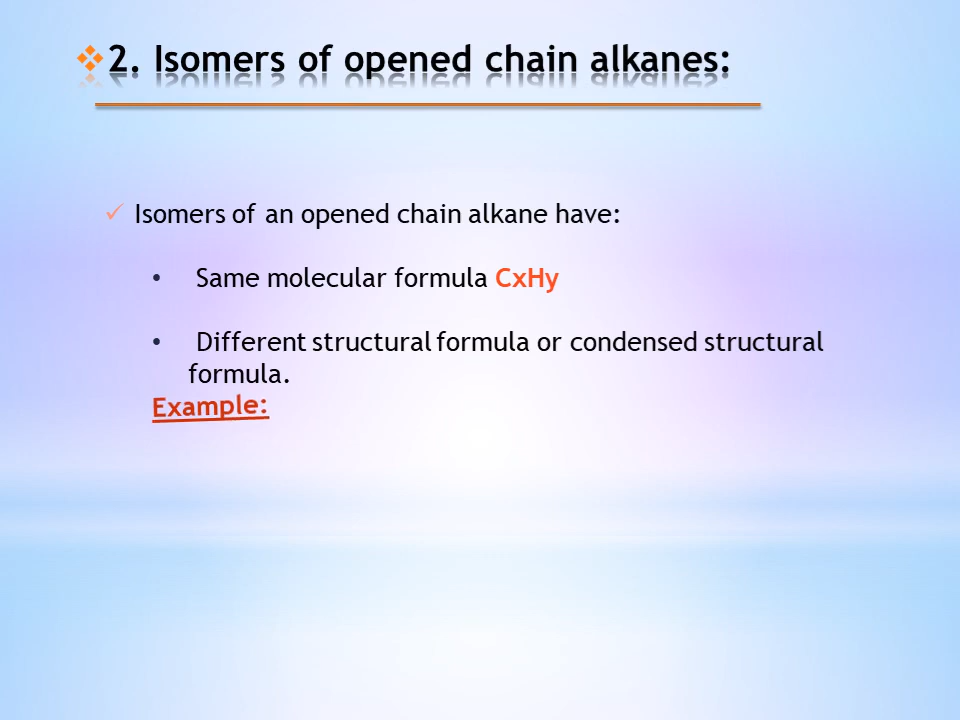 ❖2. Isomers of opened chain alkanes:
✓ Isomers of an opened chain alkane have:
• Same molecular formula CxHy
• Different structural formula or condensed structural
formula.
Example: